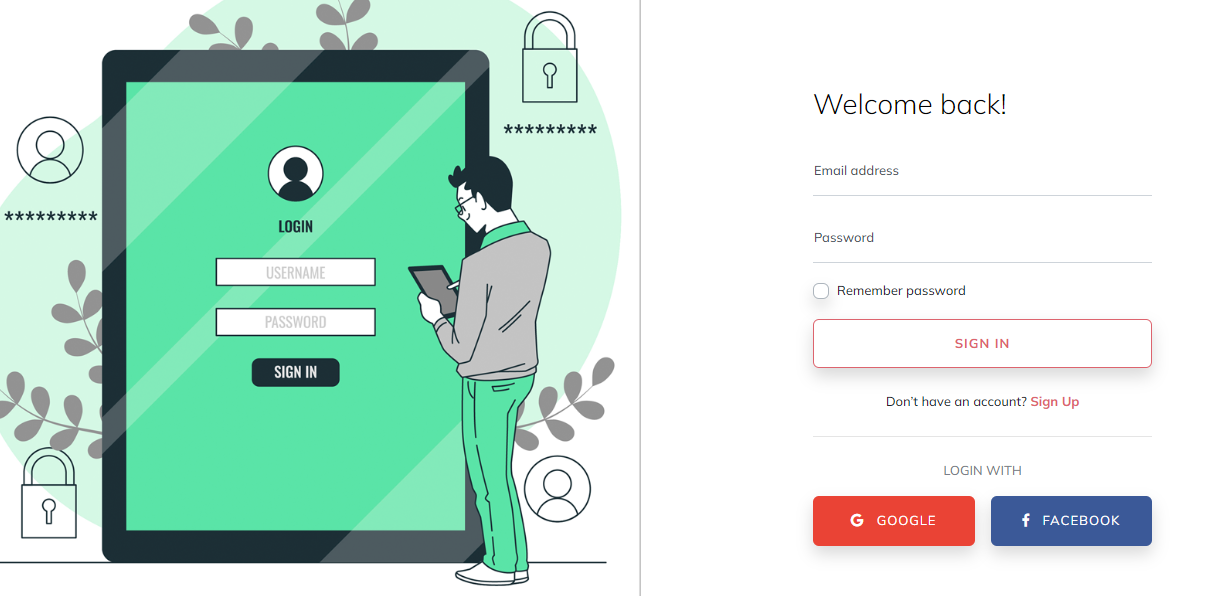 *********
*********
LOGIN
USERNAME
PASSWORD
SIGN IN
Welcome back!
Email address
Password
Remember password
SIGN IN
Don't have an account? Sign Up
LOGIN WITH
GOOGLE
FACEBOOK